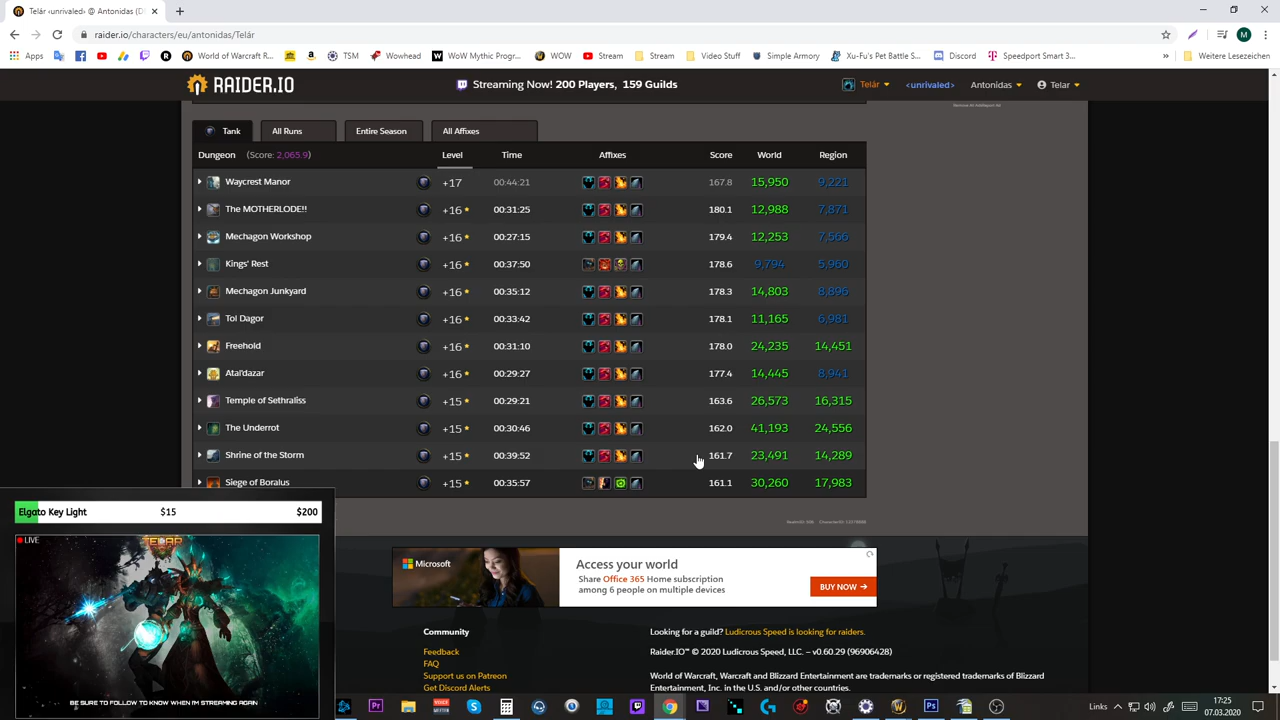 Telár <unrivaled> @ Antonidas | D
raider.io/characters/eu/antonidas/Telár
Apps World of Warcraft R... TSM Wowhead WoW Mythic Progr... WOW Stream Stream Video Stuff Simple Armory Xu-Fu's Pet Battle S... Discord Speedport Smart 3... » Weitere Lesezeichen
RAIDER.IO Streaming Now! 200 Players, 159 Guilds Telár <unrivaled> Antonidas Telar
Tank All Runs Entire Season All Affixes
Dungeon (Score: 2,065.9) Level Time Affixes Score World Region
Waycrest Manor +17 00:44:21 167.8 15,950 9,221
The MOTHERLODE!! +16 00:31:25 180.1 12,988 7,871
Mechagon Workshop +16 00:27:15 179.4 12,253 7,566
Kings' Rest +16 00:37:50 178.6 9,794 5,960
Mechagon Junkyard +16 00:35:12 178.3 14,803 8,896
Tol Dagor +16 00:33:42 178.1 11,165 6,981
Freehold +16 00:31:10 178.0 24,235 14,451
Atal'dazar +16 00:29:27 177.4 14,445 8,941
Temple of Sethraliss +15 00:29:21 163.6 26,573 16,315
The Underrot +15 00:30:46 162.0 41,193 24,556
Shrine of the Storm +15 00:39:52 161.7 23,491 14,289
Siege of Boralus +15 00:35:57 161.1 30,260 17,983
Elgato Key Light $15 $200
LIVE
TELAR
BE SURE TO FOLLOW TO KNOW WHEN I'M STREAMING AGAIN
Microsoft
Access your world
Share Office 365 Home subscription
among 6 people on multiple devices
BUY NOW →
Community
Feedback
FAQ
Support us on Patreon
Get Discord Alerts
Looking for a guild? Ludicrous Speed is looking for raiders.
Raider.IO™ © 2020 Ludicrous Speed, LLC. – v0.60.29 (96906428)
World of Warcraft, Warcraft and Blizzard Entertainment are trademarks or registered trademarks of Blizzard
Entertainment, Inc. in the U.S. and/or other countries.
Links
17:25
07.03.2020